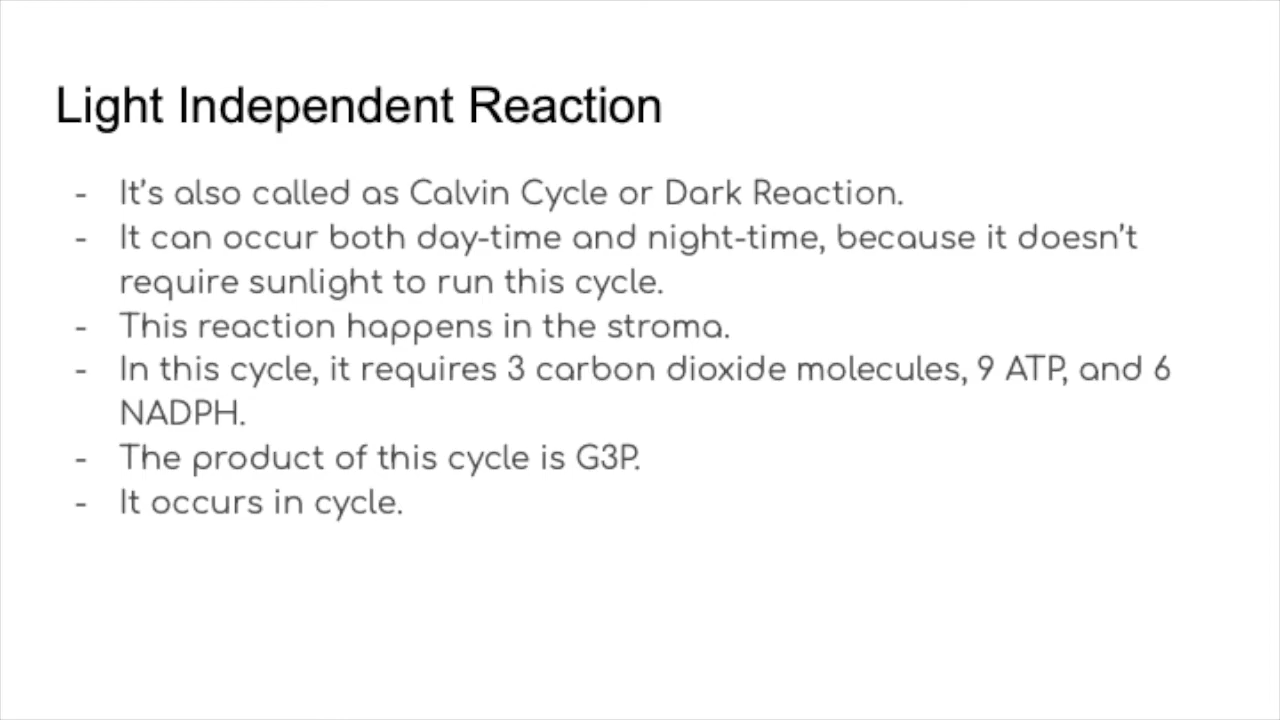 Light Independent Reaction
- It's also called as Calvin Cycle or Dark Reaction.
- It can occur both day-time and night-time, because it doesn't
require sunlight to run this cycle.
- This reaction happens in the stroma.
- In this cycle, it requires 3 carbon dioxide molecules, 9 ATP, and 6
NADPH.
- The product of this cycle is G3P.
- It occurs in cycle.